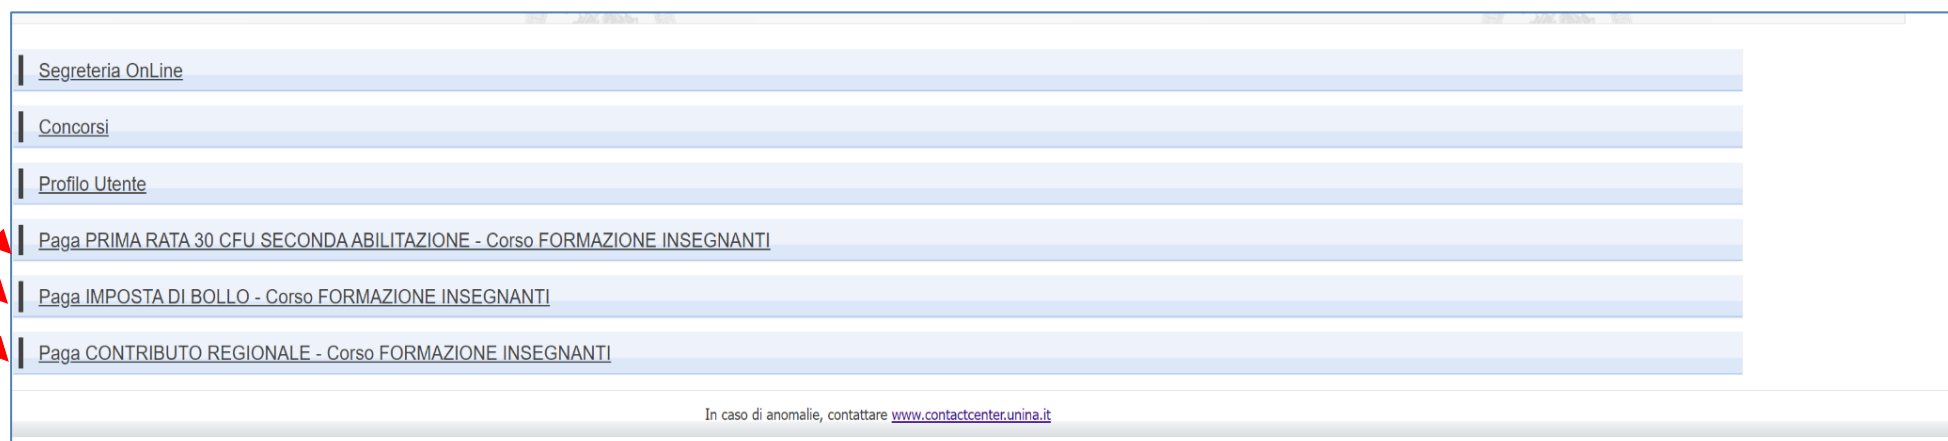 Segreteria OnLine
Concorsi
Profilo Utente
Paga PRIMA RATA 30 CFU SECONDA ABILITAZIONE - Corso FORMAZIONE INSEGNANTI
Paga IMPOSTA DI BOLLO - Corso FORMAZIONE INSEGNANTI
Paga CONTRIBUTO REGIONALE - Corso FORMAZIONE INSEGNANTI
In caso di anomalie, contattare www.contactcenter.unina.it